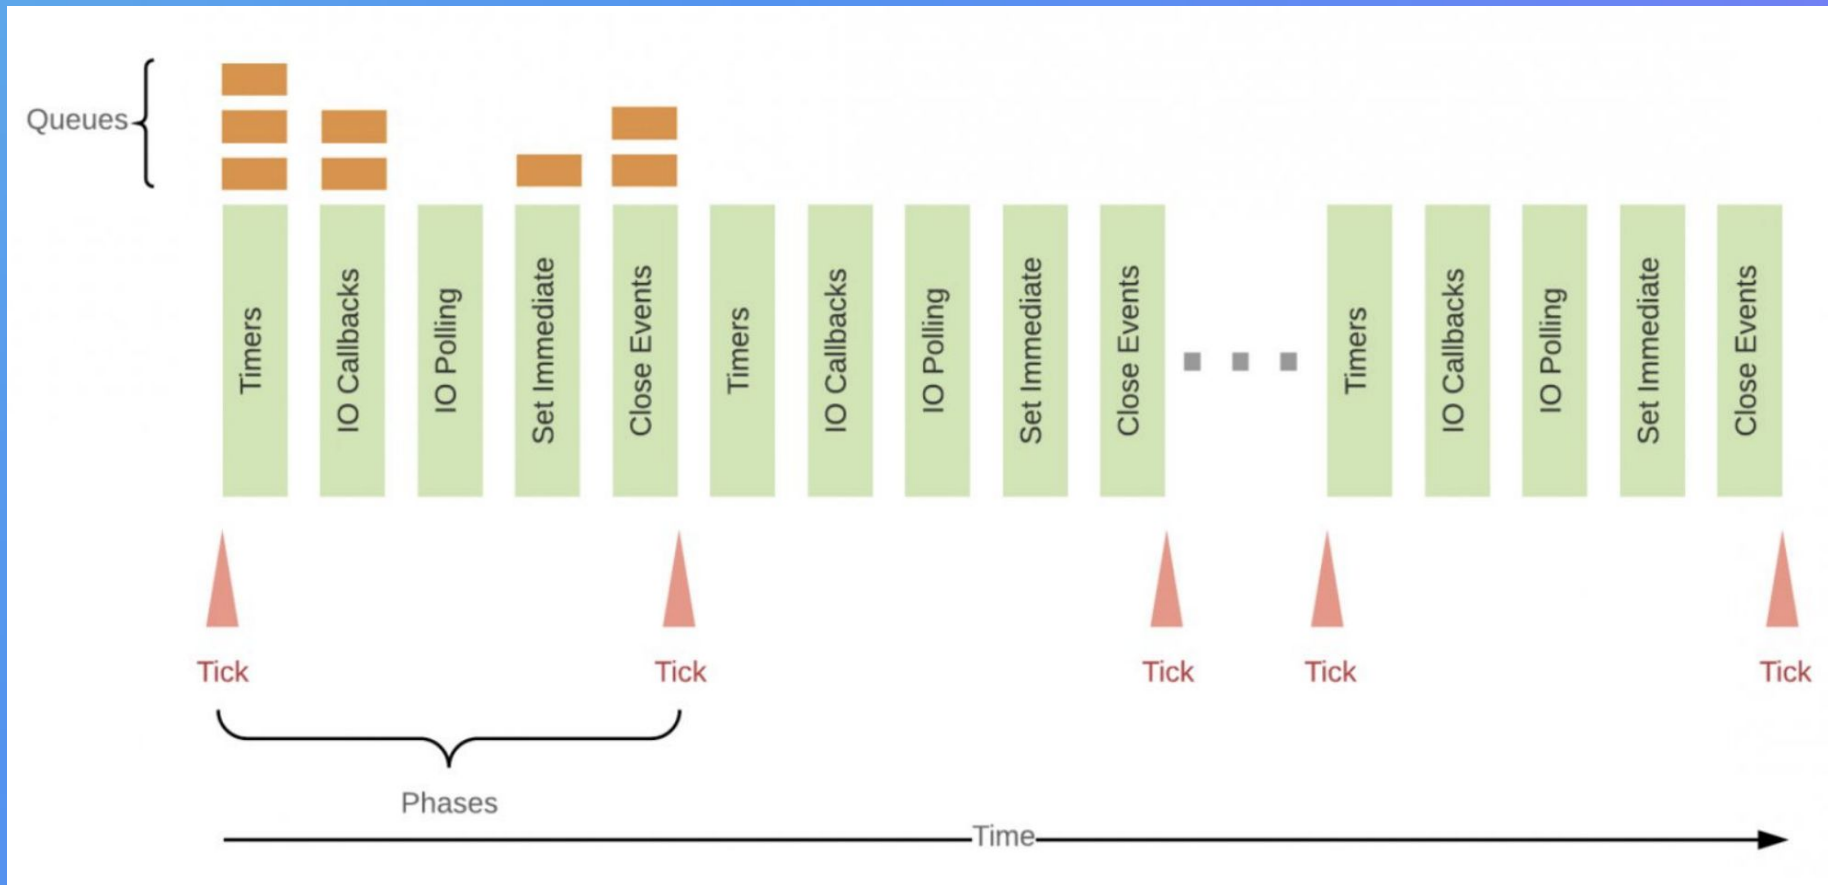 Queues
Timers
IO Callbacks
IO Polling
Set Immediate
Close Events
Timers
IO Callbacks
IO Polling
Set Immediate
Close Events
Timers
IO Callbacks
IO Polling
Set Immediate
Close Events
Tick
Tick
Tick
Tick
Tick
Phases
Time